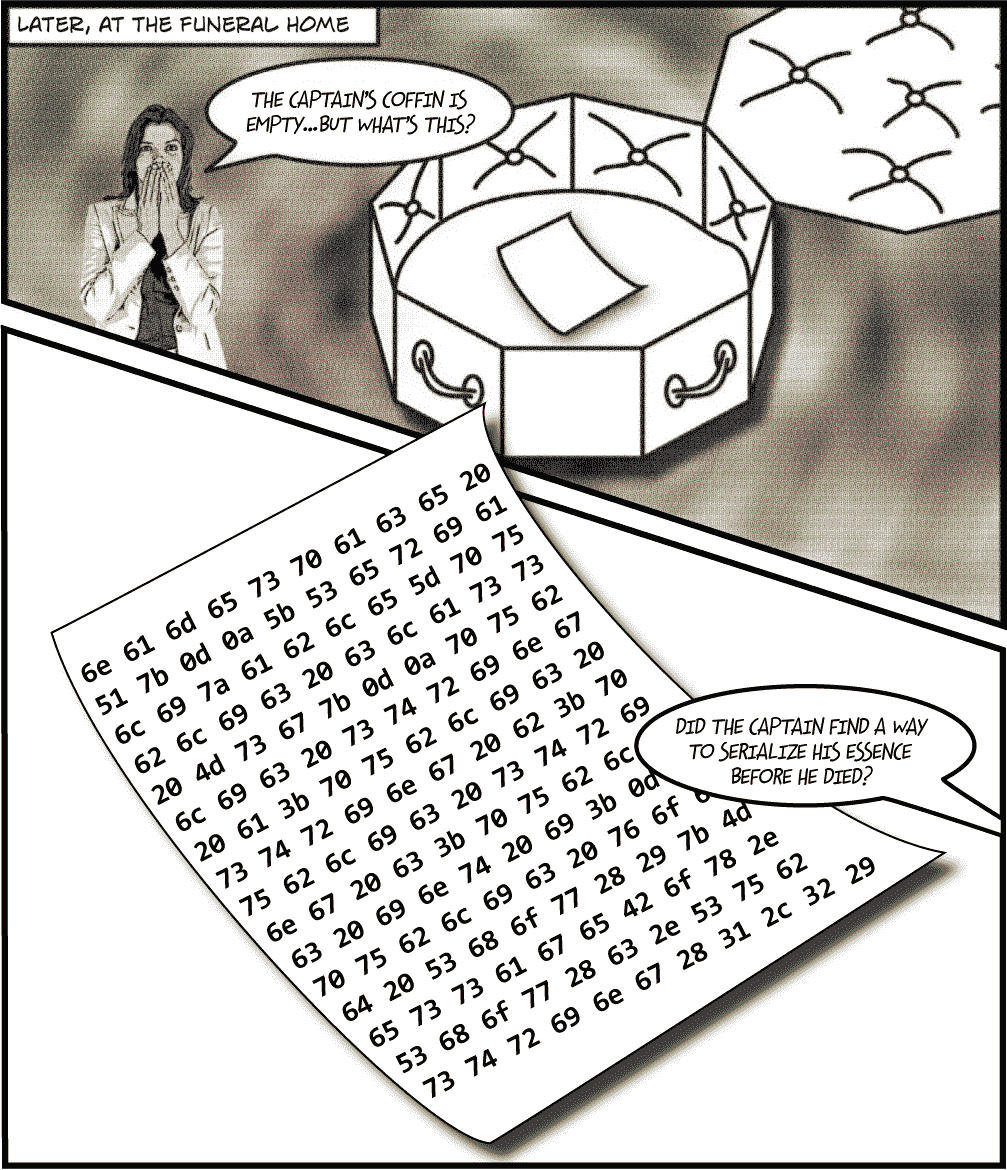 LATER, AT THE FUNERAL HOME
THE CAPTAIN'S COFFIN IS
EMPTY...BUT WHAT'S THIS?
6e 61 6d 65 73 70 61 63 65 20
51 7b 0d 0a 5b 53 65 72 69 61
6c 69 7a 61 62 6c 65 5d 70 75
62 6c 69 63 20 63 6c 61 73 73
20 4d 73 67 7b 0d 0a 70 75 62
6c 69 63 20 73 74 72 69 6e 67
20 61 3b 70 75 62 6c 69 63 20
73 74 72 69 6e 67 20 62 3b 70
75 62 6c 69 63 20 73 74 72 69
6e 67 20 63 3b 70 75 62 6c
63 20 69 6e 74 20 69 3b 0d
70 75 62 6c 69 63 20 76 6f
64 20 53 68 6f 77 28 29 7b 4d
65 73 73 61 67 65 42 6f 78 2e
53 68 6f 77 28 63 2e 53 75 62
73 74 72 69 6e 67 28 31 2c 32 29
DID THE CAPTAIN FIND A WAY
TO SERIALIZE HIS ESSENCE
BEFORE HE DIED?